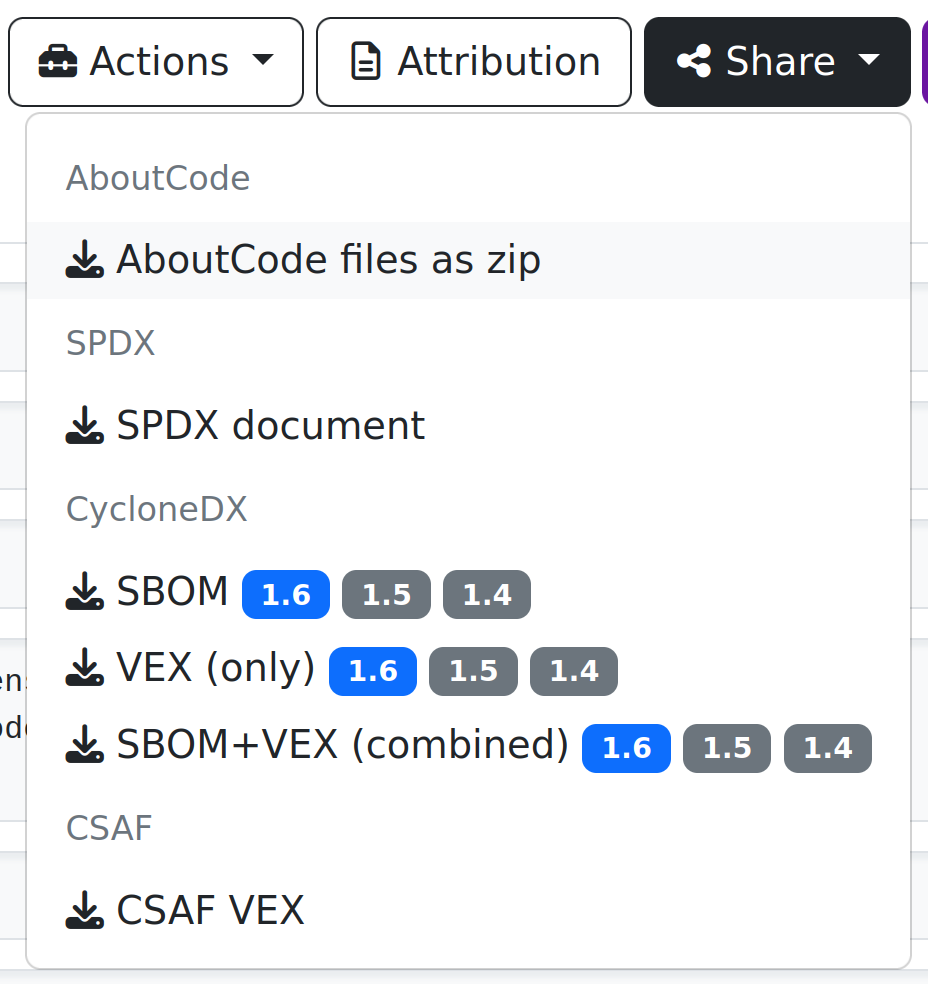 Actions Attribution Share
AboutCode
AboutCode files as zip
SPDX
SPDX document
CycloneDX
SBOM 1.6 1.5 1.4
VEX (only) 1.6 1.5 1.4
SBOM+VEX (combined) 1.6 1.5 1.4
CSAF
CSAF VEX